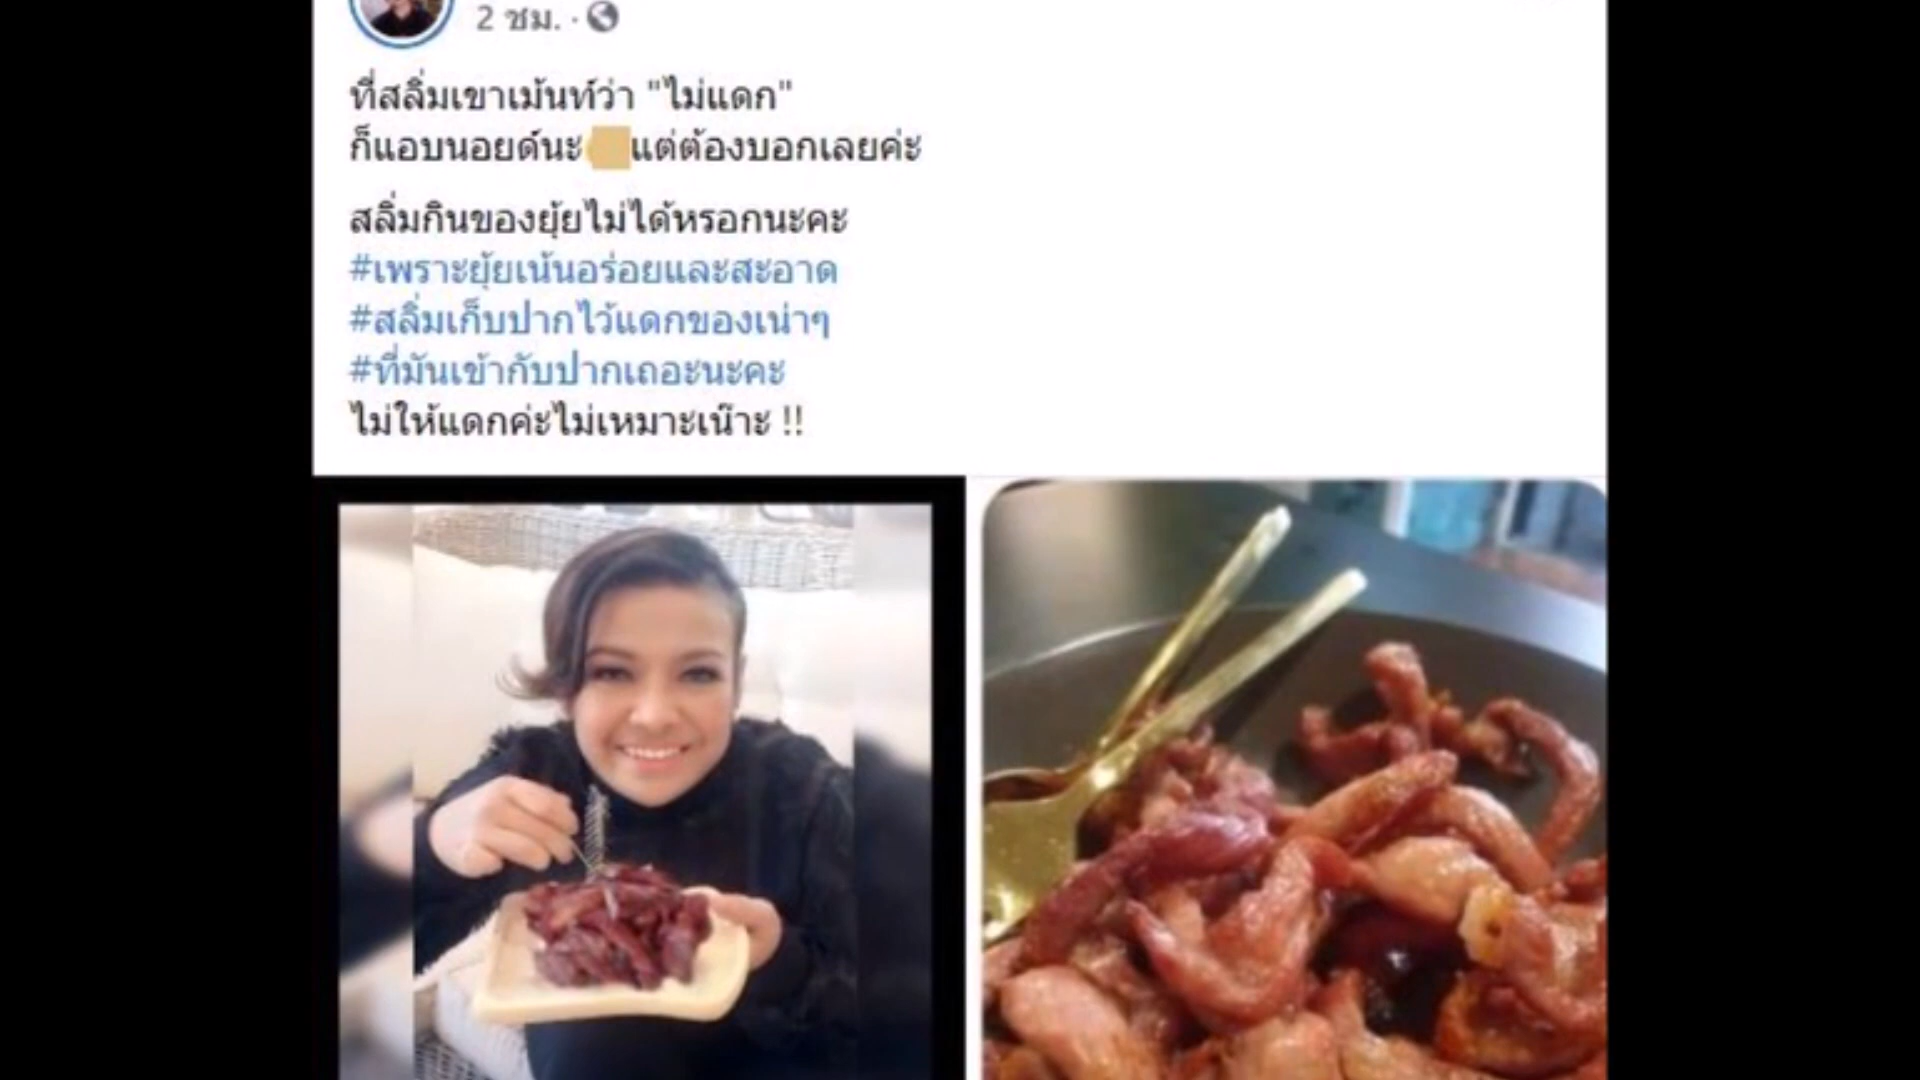 2 ชม. ·
ที่สลิ่มเขาเม้นท์ว่า "ไม่แดก"
ก็แอบนอยด์นะ แต่ต้องบอกเลยค่ะ
สลิ่มกินของยุ้ยไม่ได้หรอกนะคะ
#เพราะยุ้ยเน้นอร่อยและสะอาด
#สลิ่มเก็บปากไว้แดกของเน่าๆ
#ที่มันเข้ากับปากเถอะนะคะ
ไม่ให้แดกค่ะไม่เหมาะเน๊าะ !!